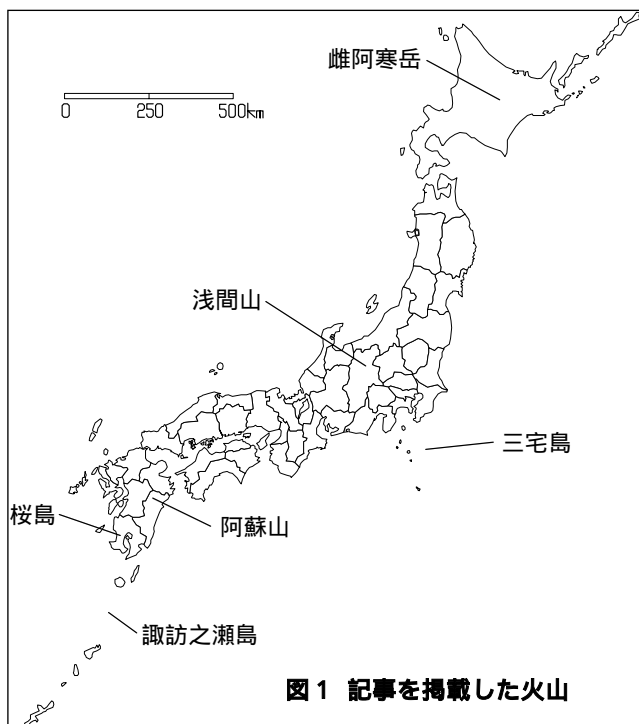 雌阿寒岳
0 250 500km
浅間山
三宅島
桜島
阿蘇山
諏訪之瀬島
図1 記事を掲載した火山